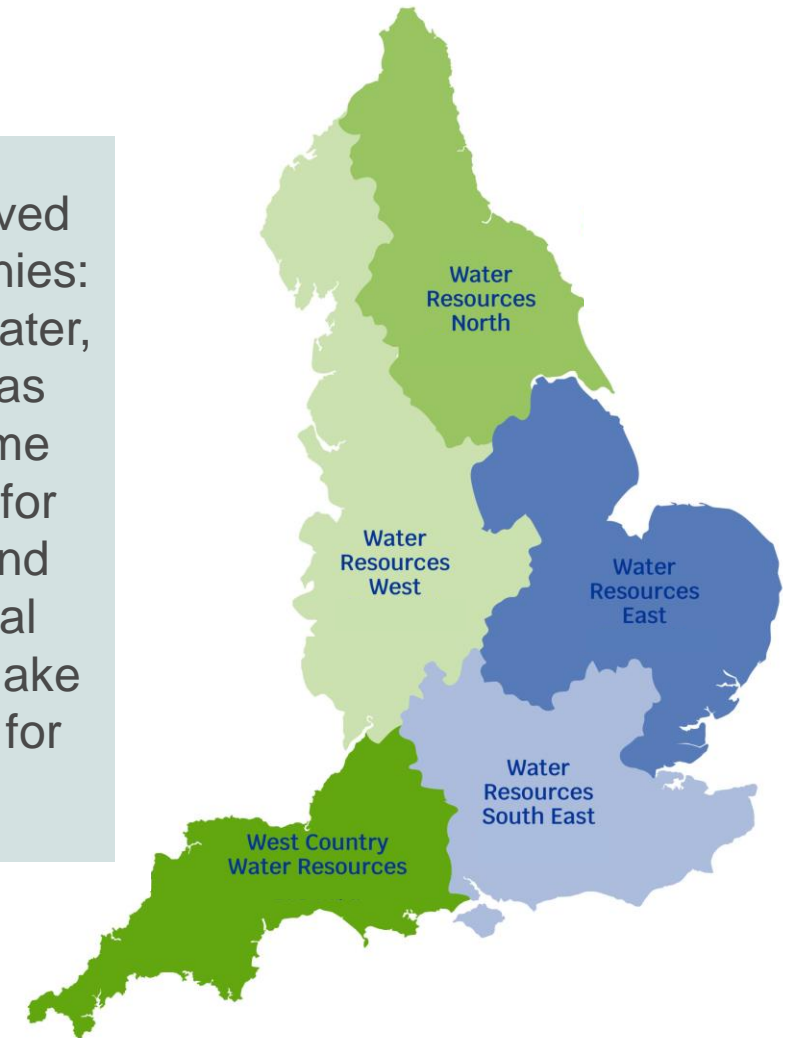 ved
nies:
ater,
as
me
for
nd
al
ake
for
Water
Resources
North
Water
Resources
West
Water
Resources
East
Water
Resources
South East
West Country
Water Resources